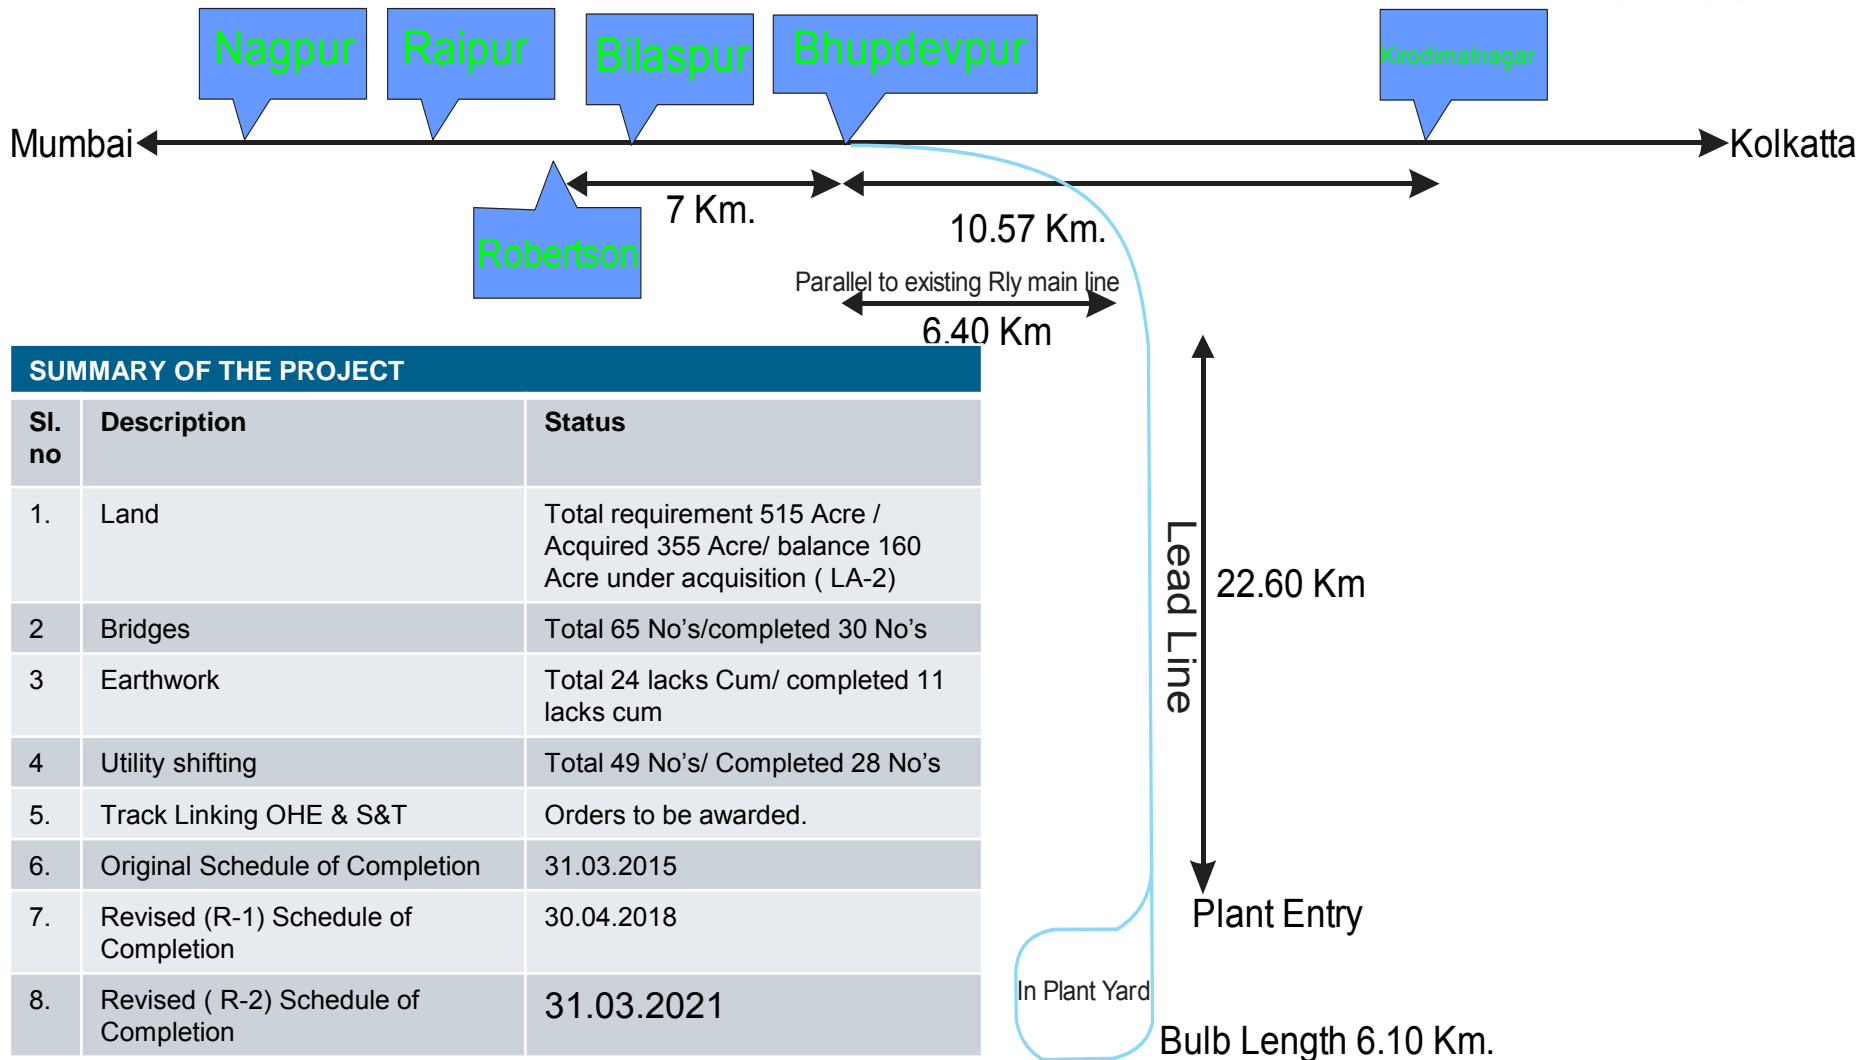 Nagpur
Raipur
Bilaspur
Bhupdevpur
Kirodimalnagar
Mumbai
Kolkatta
Robertson
7 Km.
10.57 Km.
Parallel to existing Rly main line
6.40 Km
SUMMARY OF THE PROJECT
Sl. Description Status
no
1. Land Total requirement 515 Acre /
Acquired 355 Acre/ balance 160
Acre under acquisition ( LA-2)
2 Bridges Total 65 No’s/completed 30 No’s
3 Earthwork Total 24 lacks Cum/ completed 11
lacks cum
4 Utility shifting Total 49 No’s/ Completed 28 No’s
5. Track Linking OHE & S&T Orders to be awarded.
6. Original Schedule of Completion 31.03.2015
7. Revised (R-1) Schedule of 30.04.2018
Completion
8. Revised ( R-2) Schedule of 31.03.2021
Completion
Lead Line
22.60 Km
Plant Entry
In Plant Yard
Bulb Length 6.10 Km.